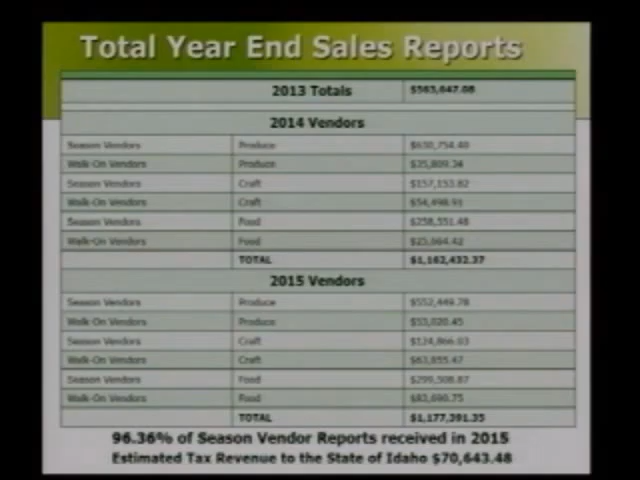 Total Year End Sales Reports
2013 Totals $563,647.08
2014 Vendors
Season Vendors Produce $630,754.40
Walk-On Vendors Produce $35,809.34
Season Vendors Craft $157,153.82
Walk-On Vendors Craft $54,498.91
Season Vendors Food $258,551.48
Walk-On Vendors Food $25,664.42
TOTAL $1,162,432.37
2015 Vendors
Season Vendors Produce $552,449.78
Walk-On Vendors Produce $53,020.45
Season Vendors Craft $124,866.03
Walk-On Vendors Craft $63,855.47
Season Vendors Food $299,508.87
Walk-On Vendors Food $83,690.75
TOTAL $1,177,391.35
96.36% of Season Vendor Reports received in 2015
Estimated Tax Revenue to the State of Idaho $70,643.48